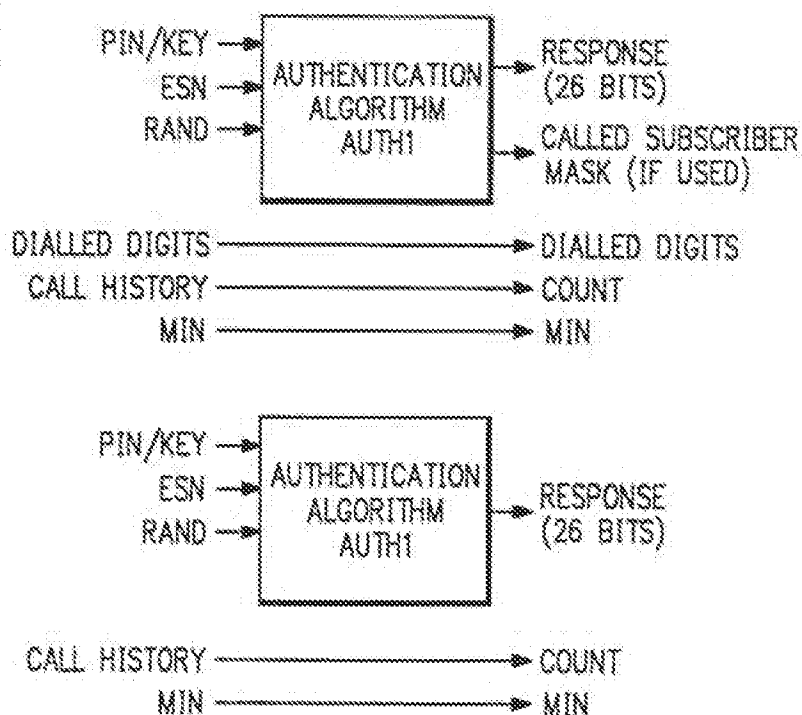 PIN/KEY
ESN
RAND
AUTHENTICATION
ALGORITHM
AUTH1
RESPONSE
(26 BITS)
CALLED SUBSCRIBER
MASK (IF USED)
DIALLED DIGITS
DIALLED DIGITS
CALL HISTORY
COUNT
MIN
MIN
PIN/KEY
ESN
RAND
AUTHENTICATION
ALGORITHM
AUTH1
RESPONSE
(26 BITS)
CALL HISTORY
COUNT
MIN
MIN